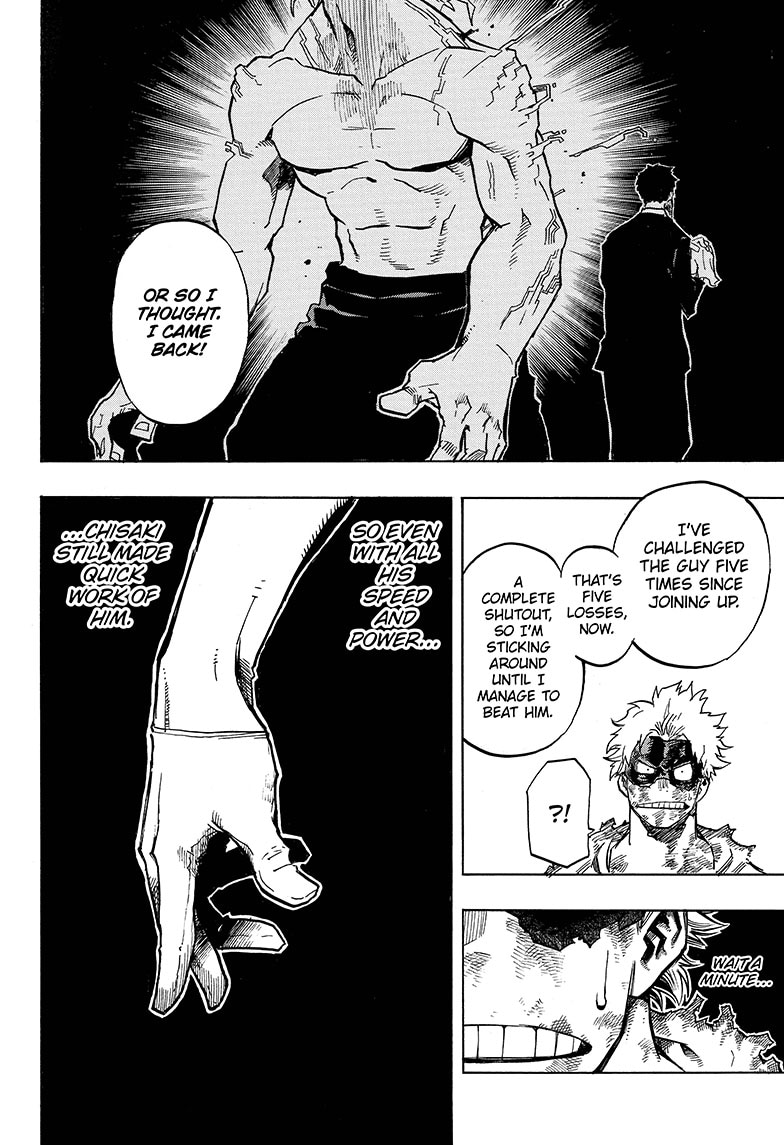 OR SO I
THOUGHT.
I CAME
BACK!
I'VE
CHALLENGED
THE GUY FIVE
TIMES SINCE
JOINING UP.
THAT'S
FIVE
LOSSES,
NOW.
A
COMPLETE
SHUTOUT,
SO I'M
STICKING
AROUND
UNTIL I
MANAGE TO
BEAT HIM.
?!
WAIT A
MINUTE...
SO EVEN
WITH ALL
HIS
SPEED
AND
POWER...
...CHISAKI
STILL MADE
QUICK
WORK OF
HIM.